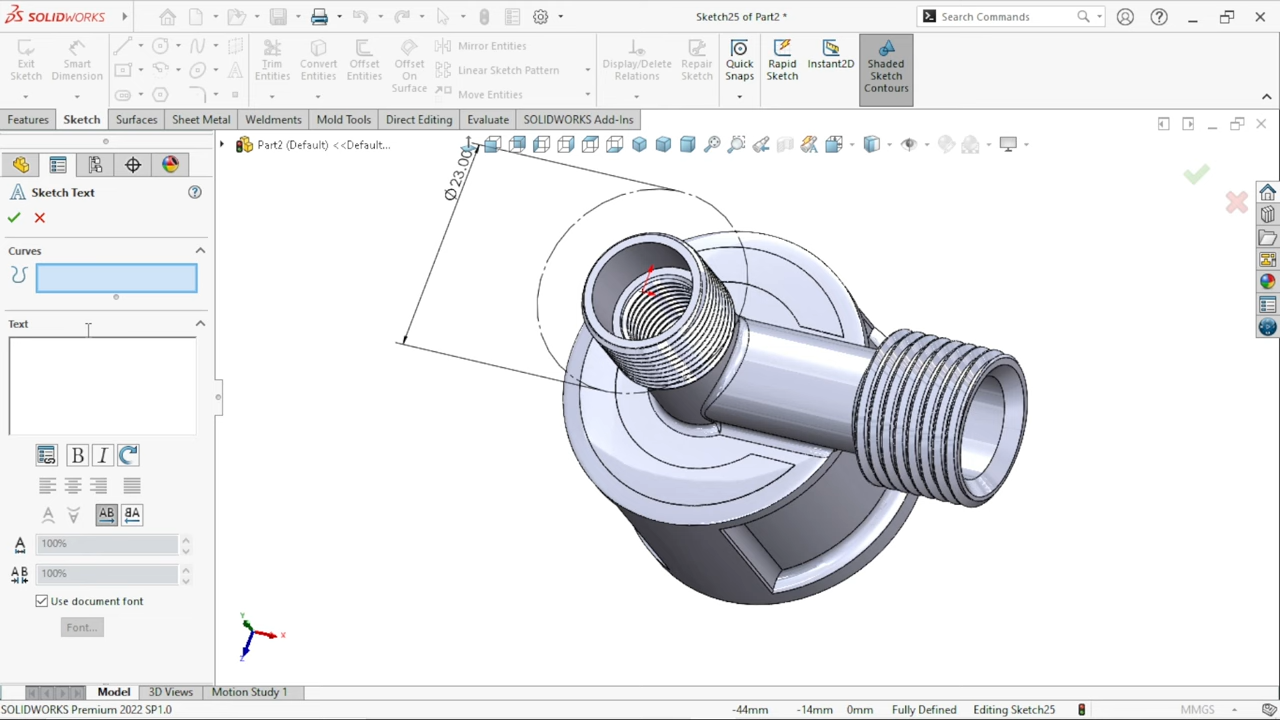 SOLIDWORKS
Sketch25 of Part2 *
Search Commands
Exit Sketch
Smart Dimension
Trim Entities
Convert Entities
Offset Entities
Offset On Surface
Mirror Entities
Linear Sketch Pattern
Move Entities
Display/Delete Relations
Repair Sketch
Quick Snaps
Rapid Sketch
Instant2D
Shaded Sketch Contours
Features
Sketch
Surfaces
Sheet Metal
Weldments
Mold Tools
Direct Editing
Evaluate
SOLIDWORKS Add-Ins
Part2 (Default) <<Default...
Sketch Text
Curves
Text
B
I
AB
BA
A
100%
AB
100%
Use document font
Font...
Ø23.00
Y
X
Z
Model
3D Views
Motion Study 1
SOLIDWORKS Premium 2022 SP1.0
-44mm
-14mm
0mm
Fully Defined
Editing Sketch25
MMGS